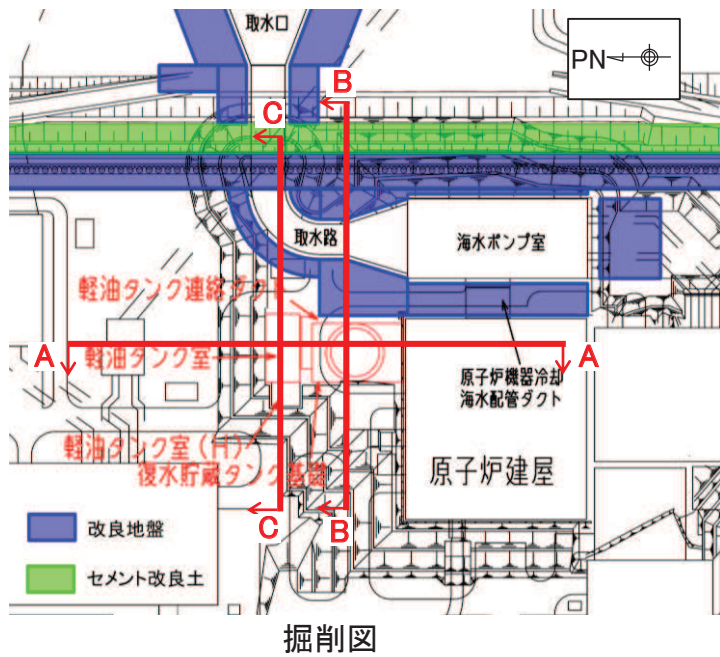 取水口
PN
B
C
取水路
海水ポンプ室
軽油タンク連絡ダクト
A
A
軽油タンク室
原子炉機器冷却
海水配管ダクト
軽油タンク室(H)
復水貯蔵タンク基礎
原子炉建屋
C
B
改良地盤
セメント改良土
掘削図